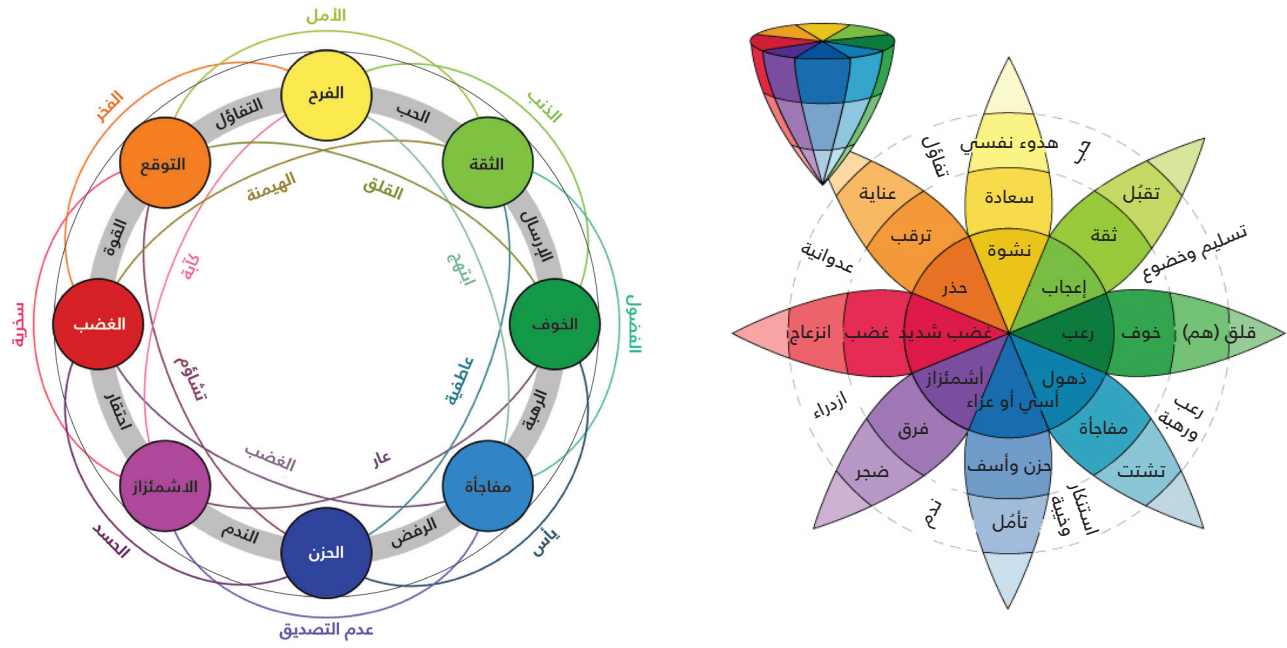 الأمل
الفخر
الذنب
الفرح
التفاؤل
الحب
التوقع
الثقة
الهيمنة
القلق
القوة
الإرسال
كآبة
ابتهج
سخرية
الغضب
الخوف
الفضول
تشاؤم
عاطفية
احتقار
الرهبة
الغضب
عار
الاشمئزاز
مفاجأة
الندم
الرفض
الحسد
الحزن
يأس
عدم التصديق
هدوء نفسي
تفاؤل
حب
عناية
سعادة
تقبُل
ترقب
ثقة
نشوة
عدوانية
تسليم وخضوع
حذر
إعجاب
انزعاج
غضب
غضب شديد
رعب
خوف
قلق (هم)
أشمئزاز
ذهول
أسي أو عزاء
ازدراء
رعب
ورهبة
فرق
مفاجأة
ضجر
حزن وأسف
تشتت
ندم
تأمُل
استنكار
وخيبة